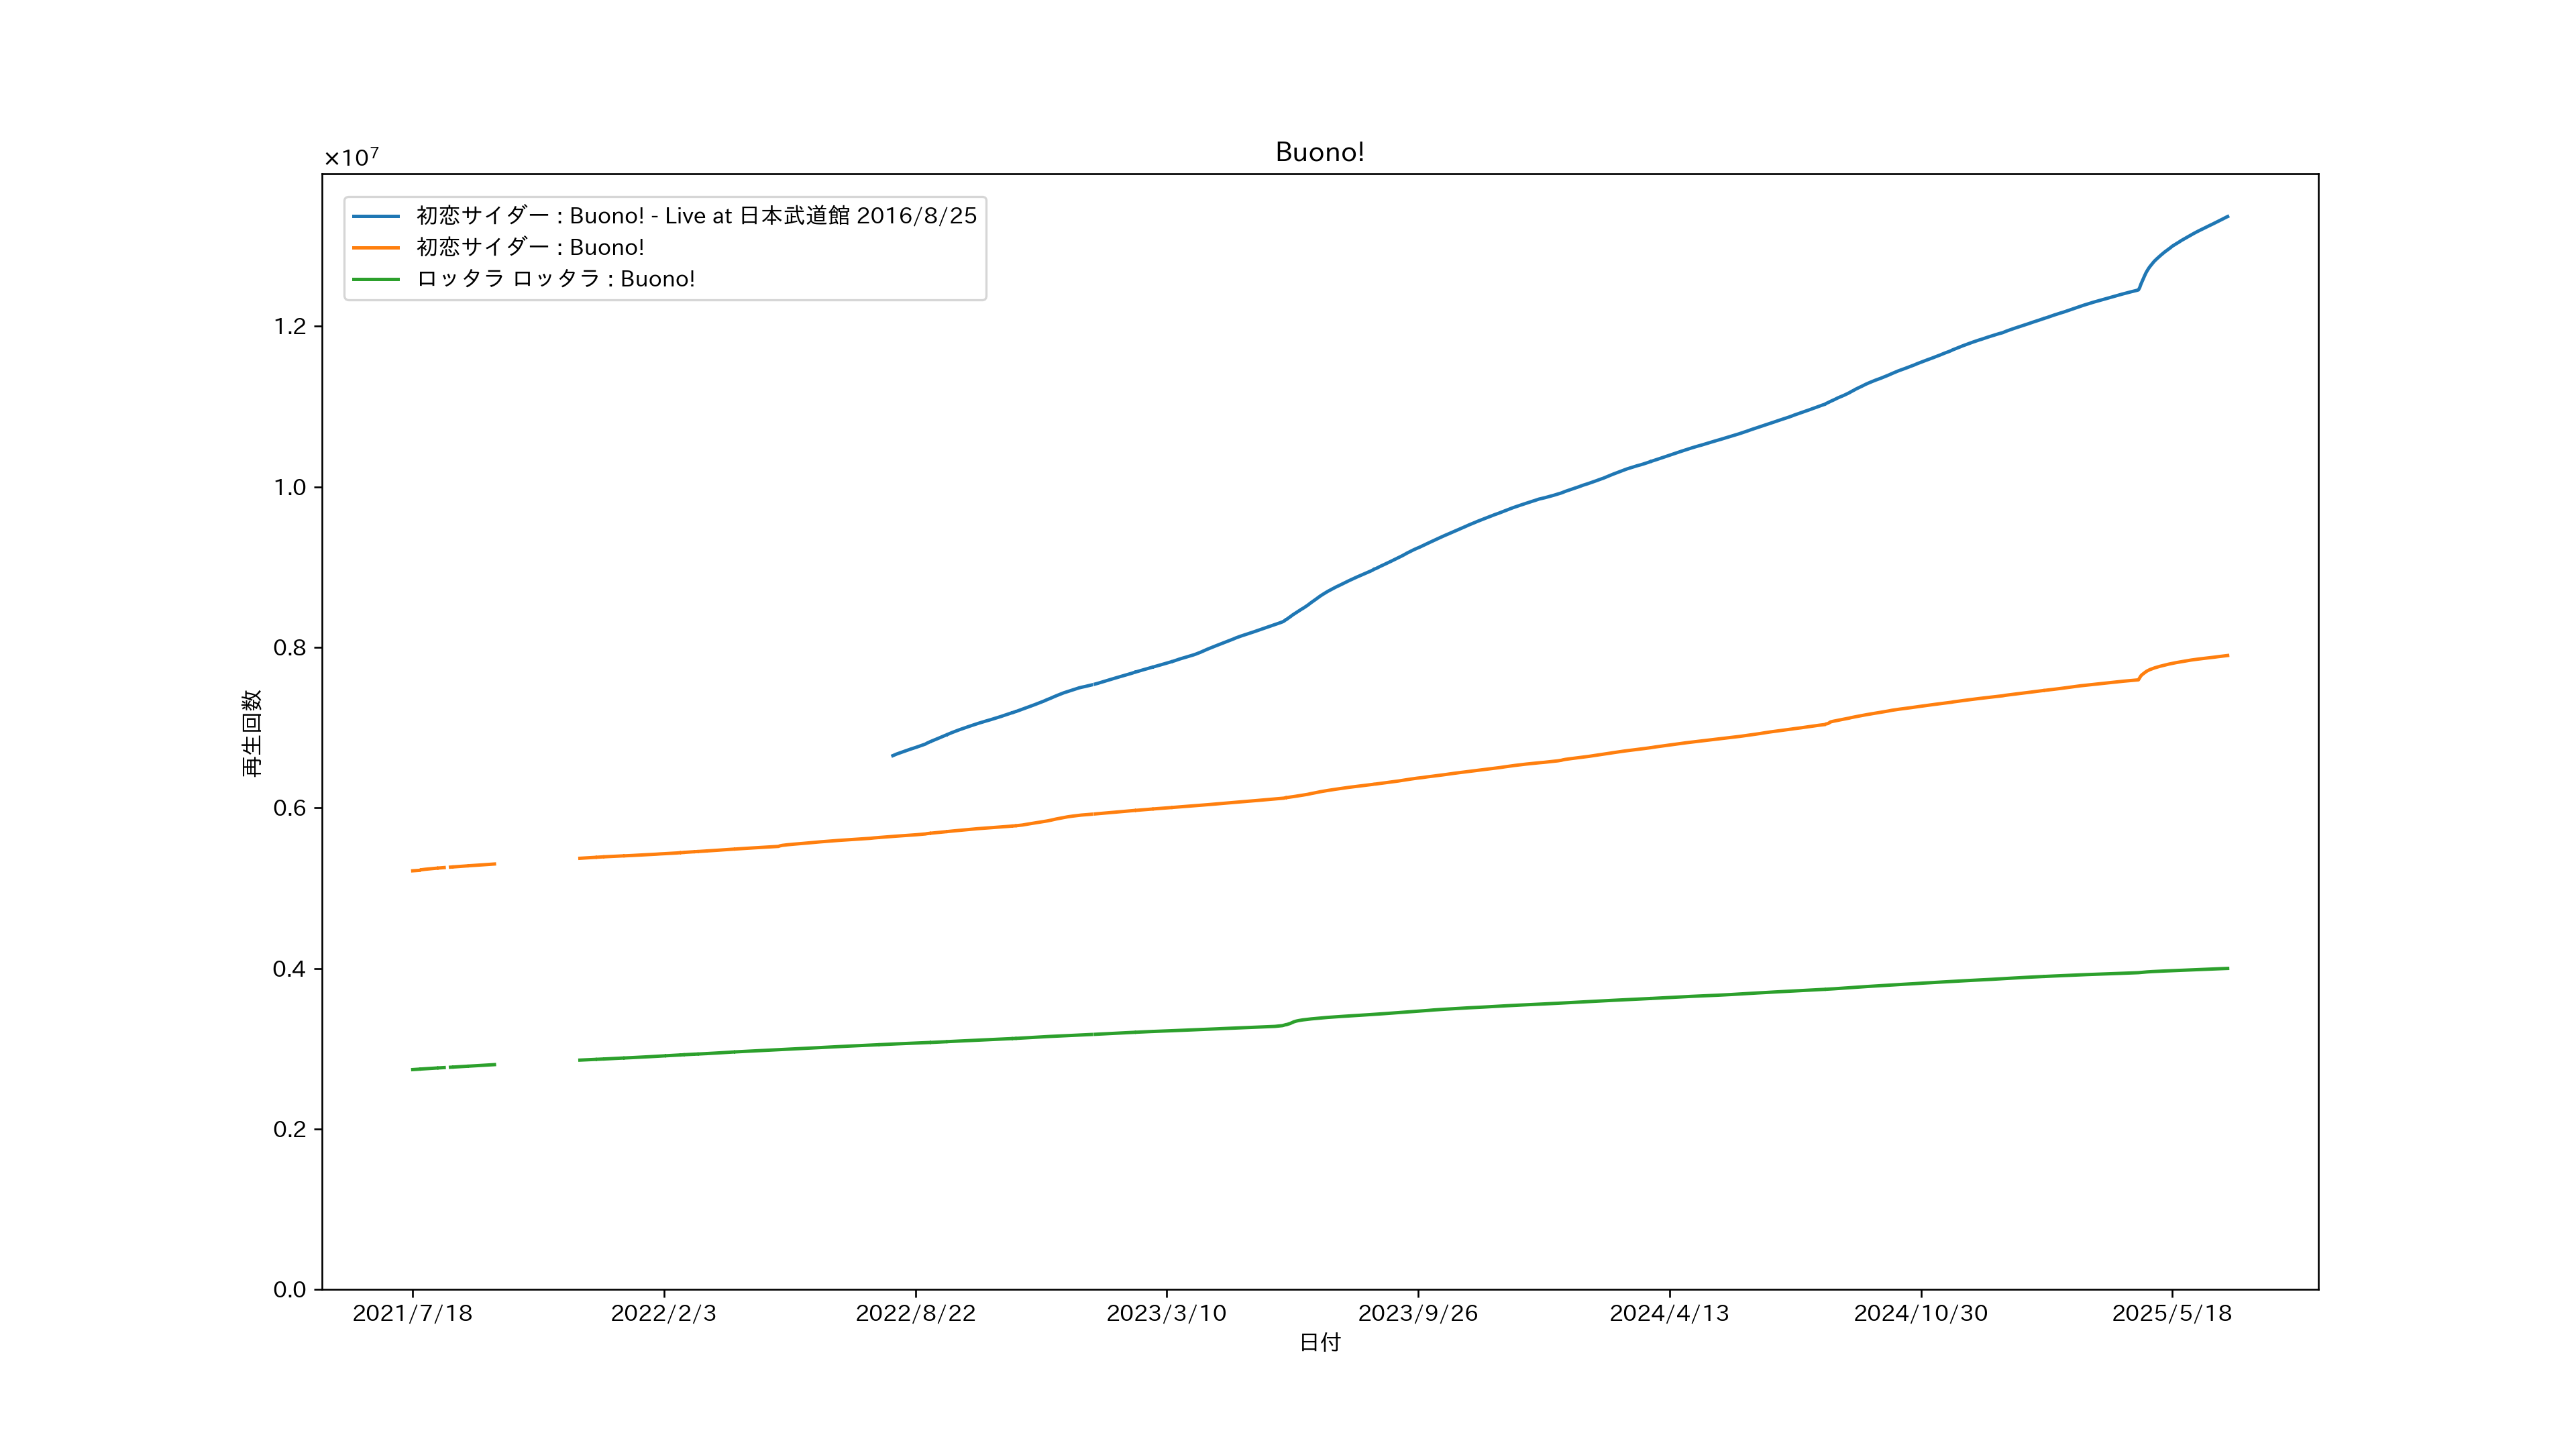 Buono!
×10⁷
初恋サイダー : Buono! - Live at 日本武道館 2016/8/25
初恋サイダー : Buono!
ロッタラ ロッタラ : Buono!
1.2
1.0
0.8
0.6
0.4
0.2
0.0
再生回数
2021/7/18 2022/2/3 2022/8/22 2023/3/10 2023/9/26 2024/4/13 2024/10/30 2025/5/18
日付